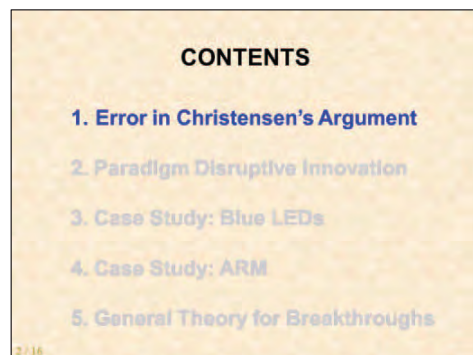 CONTENTS
1. Error in Christensen's Argument
2. Paradigm Disruptive Innovation
3. Case Study: Blue LEDs
4. Case Study: ARM
5. General Theory for Breakthroughs
2 / 16